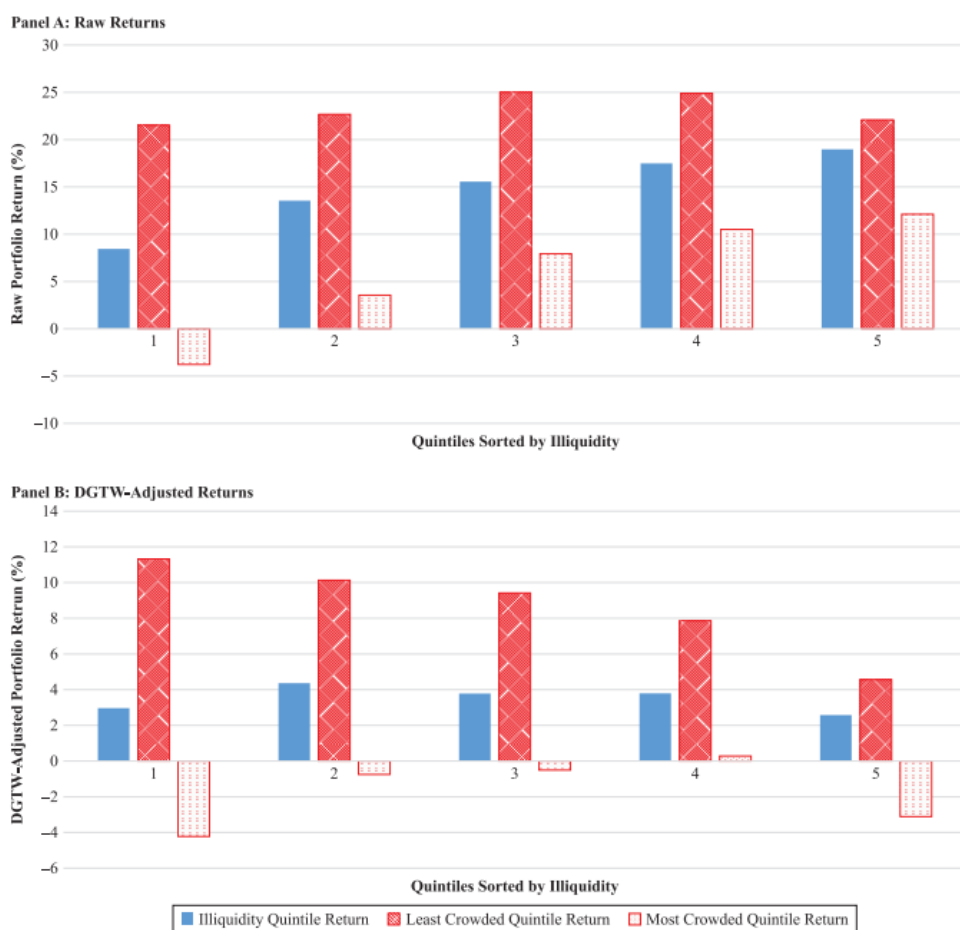 Panel A: Raw Returns
30
25
20
15
10
5
0
–5
–10
Raw Portfolio Return (%)
1 2 3 4 5
Quintiles Sorted by Illiquidity
Panel B: DGTW-Adjusted Returns
14
12
10
8
6
4
2
0
–2
–4
–6
DGTW-Adjusted Portfolio Retrun (%)
1 2 3 4 5
Quintiles Sorted by Illiquidity
Illiquidity Quintile Return Least Crowded Quintile Return Most Crowded Quintile Return